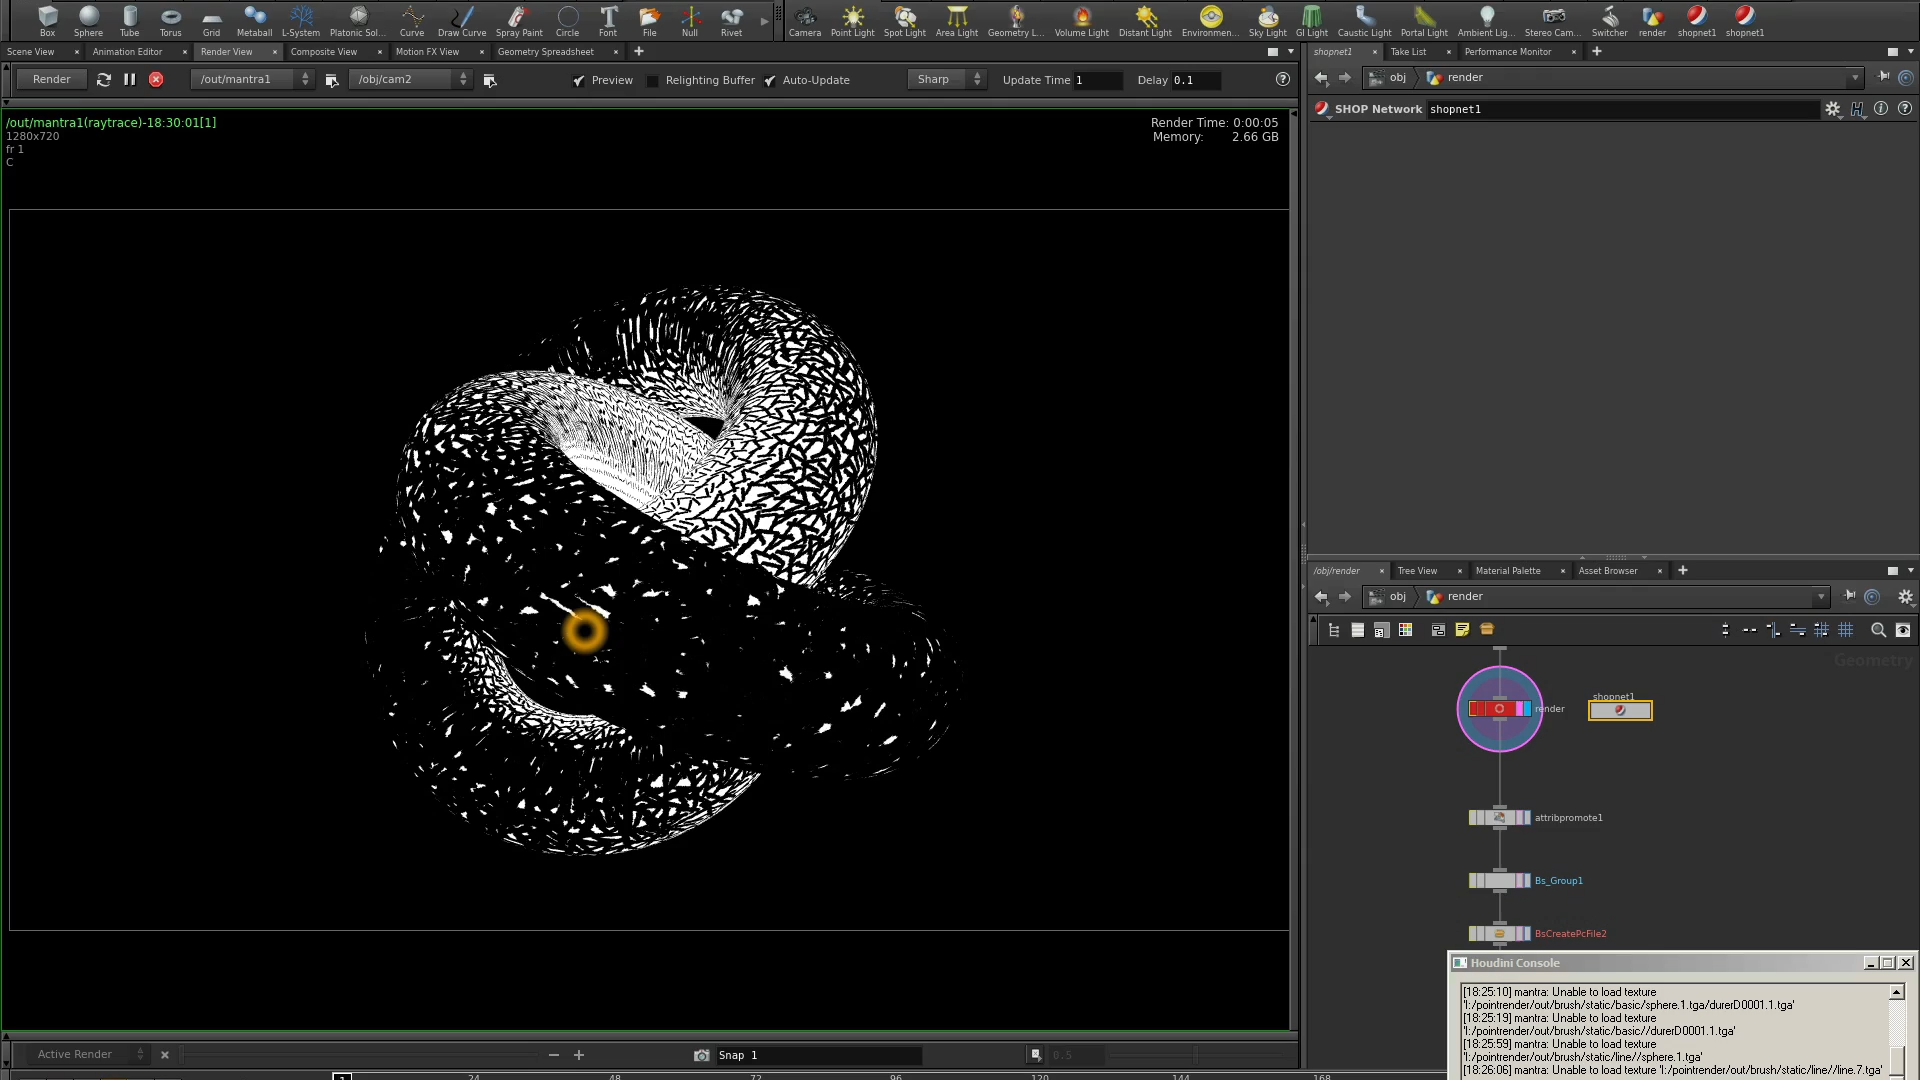 Box Sphere Tube Torus Grid Metaball L-System Platonic Sol... Curve Draw Curve Spray Paint Circle Font File Null Rivet
Camera Point Light Spot Light Area Light Geometry L... Volume Light Distant Light Environmen... Sky Light GI Light Caustic Light Portal Light Ambient Lig... Stereo Cam... Switcher render shopnet1 shopnet1
Scene View Animation Editor Render View Composite View Motion FX View Geometry Spreadsheet
shopnet1 Take List Performance Monitor
Render /out/mantra1 /obj/cam2 Preview Relighting Buffer Auto-Update Sharp Update Time 1 Delay 0.1
obj render
SHOP Network shopnet1
/out/mantra1(raytrace)-18:30:01[1]
1280x720
fr 1
C
Render Time: 0:00:05
Memory: 2.66 GB
/obj/render Tree View Material Palette Asset Browser
obj render
Geometry
shopnet1
render
attribpromote1
Bs_Group1
BsCreatePcFile2
Houdini Console
[18:25:10] mantra: Unable to load texture
'I:/pointrender/out/brush/static/basic/sphere.1.tga/durerD0001.1.tga'
[18:25:19] mantra: Unable to load texture
'I:/pointrender/out/brush/static/basic//durerD0001.1.tga'
[18:25:59] mantra: Unable to load texture
'I:/pointrender/out/brush/static/line//sphere.1.tga'
[18:26:06] mantra: Unable to load texture 'I:/pointrender/out/brush/static/line//line.7.tga'
Active Render Snap 1 0.5
1 24 48 72 96 120 144 168